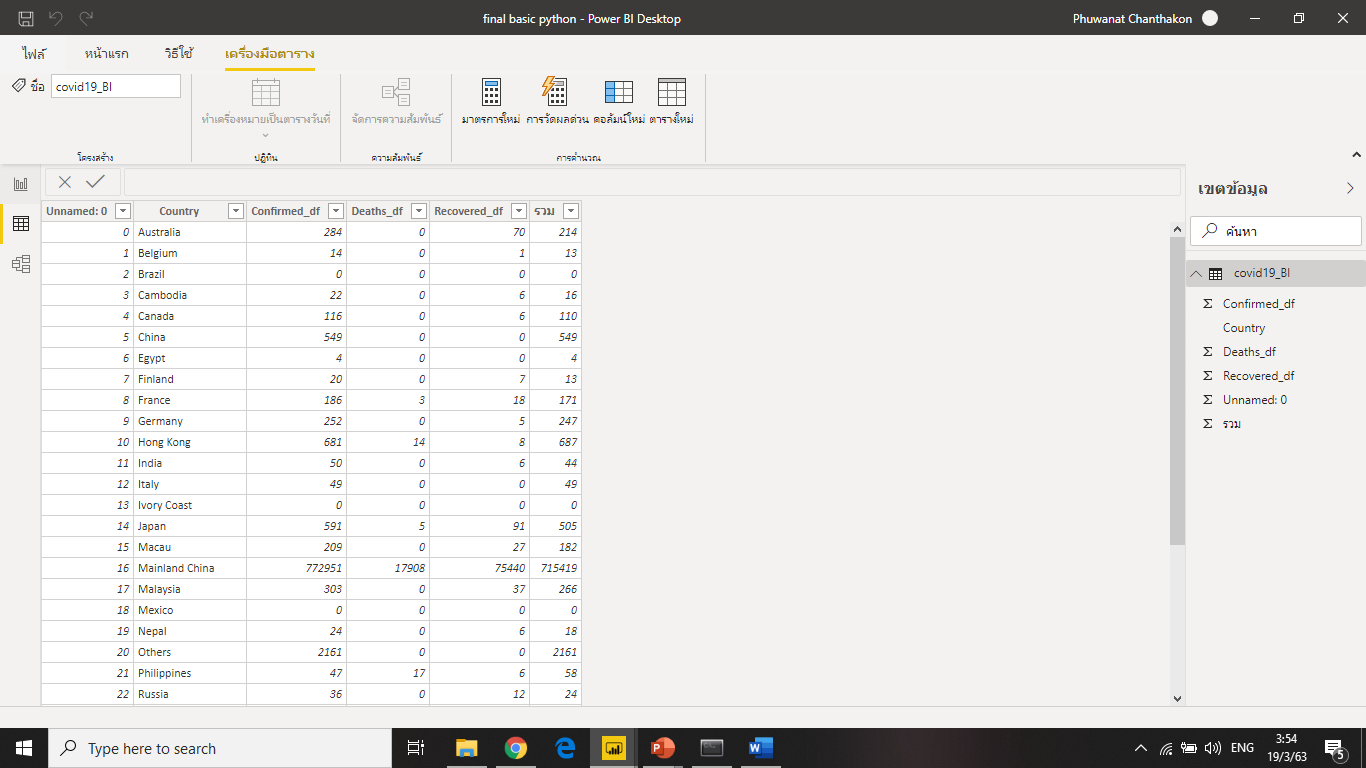 final basic python - Power BI Desktop
Phuwanat Chanthakon
ไฟล์ หน้าแรก วิธีใช้ เครื่องมือตาราง
ชื่อ covid19_BI
ทำเครื่องหมายเป็นตารางวันที่ จัดการความสัมพันธ์ มาตรการใหม่ การวัดผลด่วน คอลัมน์ใหม่ ตารางใหม่
โครงสร้าง ปฏิทิน ความสัมพันธ์ การคำนวณ
Unnamed: 0 Country Confirmed_df Deaths_df Recovered_df รวม
0 Australia 284 0 70 214
1 Belgium 14 0 1 13
2 Brazil 0 0 0 0
3 Cambodia 22 0 6 16
4 Canada 116 0 6 110
5 China 549 0 0 549
6 Egypt 4 0 0 4
7 Finland 20 0 7 13
8 France 186 3 18 171
9 Germany 252 0 5 247
10 Hong Kong 681 14 8 687
11 India 50 0 6 44
12 Italy 49 0 0 49
13 Ivory Coast 0 0 0 0
14 Japan 591 5 91 505
15 Macau 209 0 27 182
16 Mainland China 772951 17908 75440 715419
17 Malaysia 303 0 37 266
18 Mexico 0 0 0 0
19 Nepal 24 0 6 18
20 Others 2161 0 0 2161
21 Philippines 47 17 6 58
22 Russia 36 0 12 24
เขตข้อมูล
ค้นหา
covid19_BI
Confirmed_df
Country
Deaths_df
Recovered_df
Unnamed: 0
รวม
Type here to search
ENG
3:54
19/3/63
5